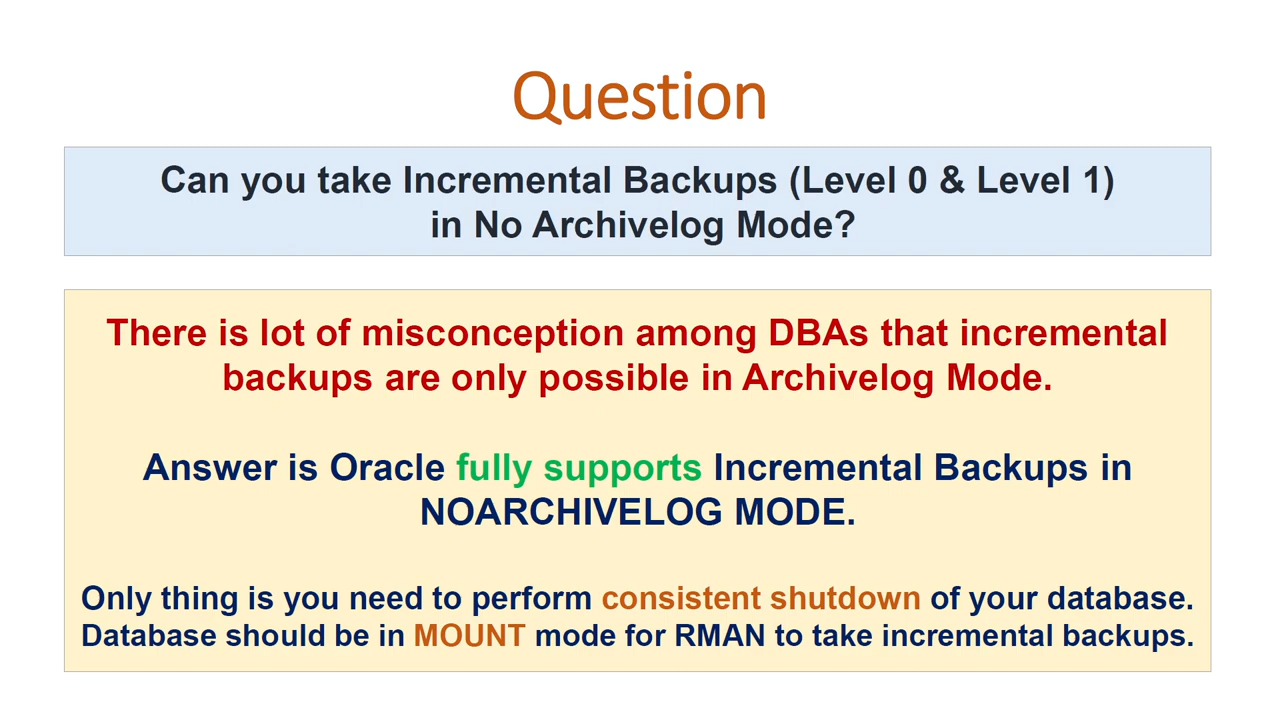 Question
Can you take Incremental Backups (Level 0 & Level 1)
in No Archivelog Mode?
There is lot of misconception among DBAs that incremental
backups are only possible in Archivelog Mode.
Answer is Oracle fully supports Incremental Backups in
NOARCHIVELOG MODE.
Only thing is you need to perform consistent shutdown of your database.
Database should be in MOUNT mode for RMAN to take incremental backups.